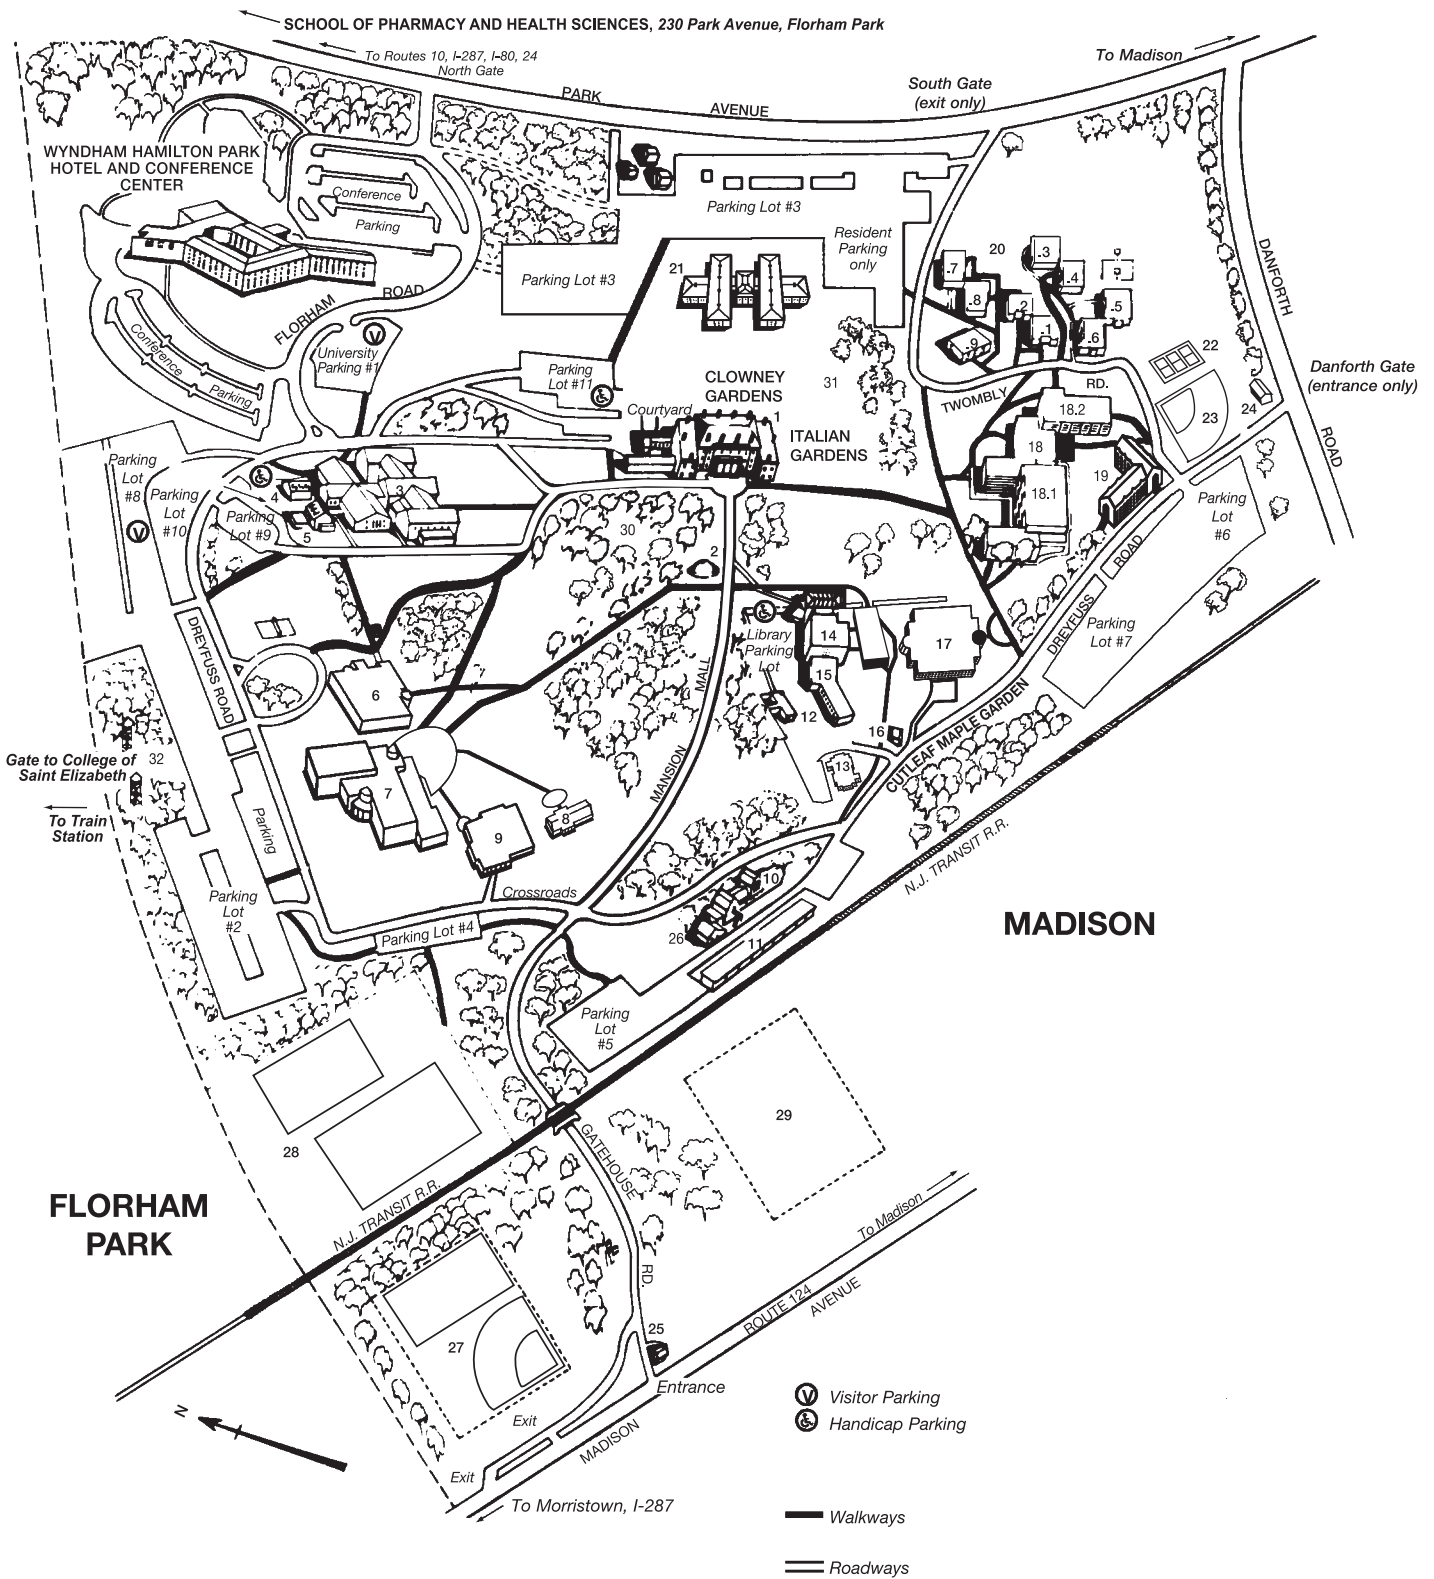 SCHOOL OF PHARMACY AND HEALTH SCIENCES, 230 Park Avenue, Florham Park
To Routes 10, I-287, I-80, 24
North Gate
To Madison
South Gate
(exit only)
PARK
AVENUE
WYNDHAM HAMILTON PARK
HOTEL AND CONFERENCE
CENTER
Conference
Parking
Parking Lot #3
Resident
Parking
only
Parking Lot #3
21
20
.3
.7
.4
.8
.2
.5
.1
.6
.9
DANFORTH
ROAD
FLORHAM
ROAD
V
University
Parking #1
Conference
Parking
Parking
Lot #11
Courtyard
CLOWNEY
GARDENS
1
ITALIAN
GARDENS
31
TWOMBLY
RD.
22
23
24
Danforth Gate
(entrance only)
18.2
18
18.1
19
Parking
Lot
#8
V
Parking
Lot
#10
Parking
Lot #9
4
3
5
30
2
Parking
Lot
#6
Parking
Lot
#7
DREYFUSS
ROAD
DREYFUSS ROAD
Library
Parking
Lot
14
15
17
12
16
13
6
MALL
MANSION
CUTLEAF MAPLE GARDEN
N.J. TRANSIT R.R.
Gate to College of
Saint Elizabeth
32
To Train
Station
7
8
9
Parking
Parking
Lot
#2
Crossroads
Parking Lot #4
10
26
11
MADISON
Parking
Lot
#5
28
29
GATEHOUSE
RD.
FLORHAM
PARK
N.J. TRANSIT R.R.
To Madison
ROUTE 124
AVENUE
27
25
Entrance
Exit
MADISON
Exit
N
To Morristown, I-287
V Visitor Parking
Handicap Parking
Walkways
Roadways